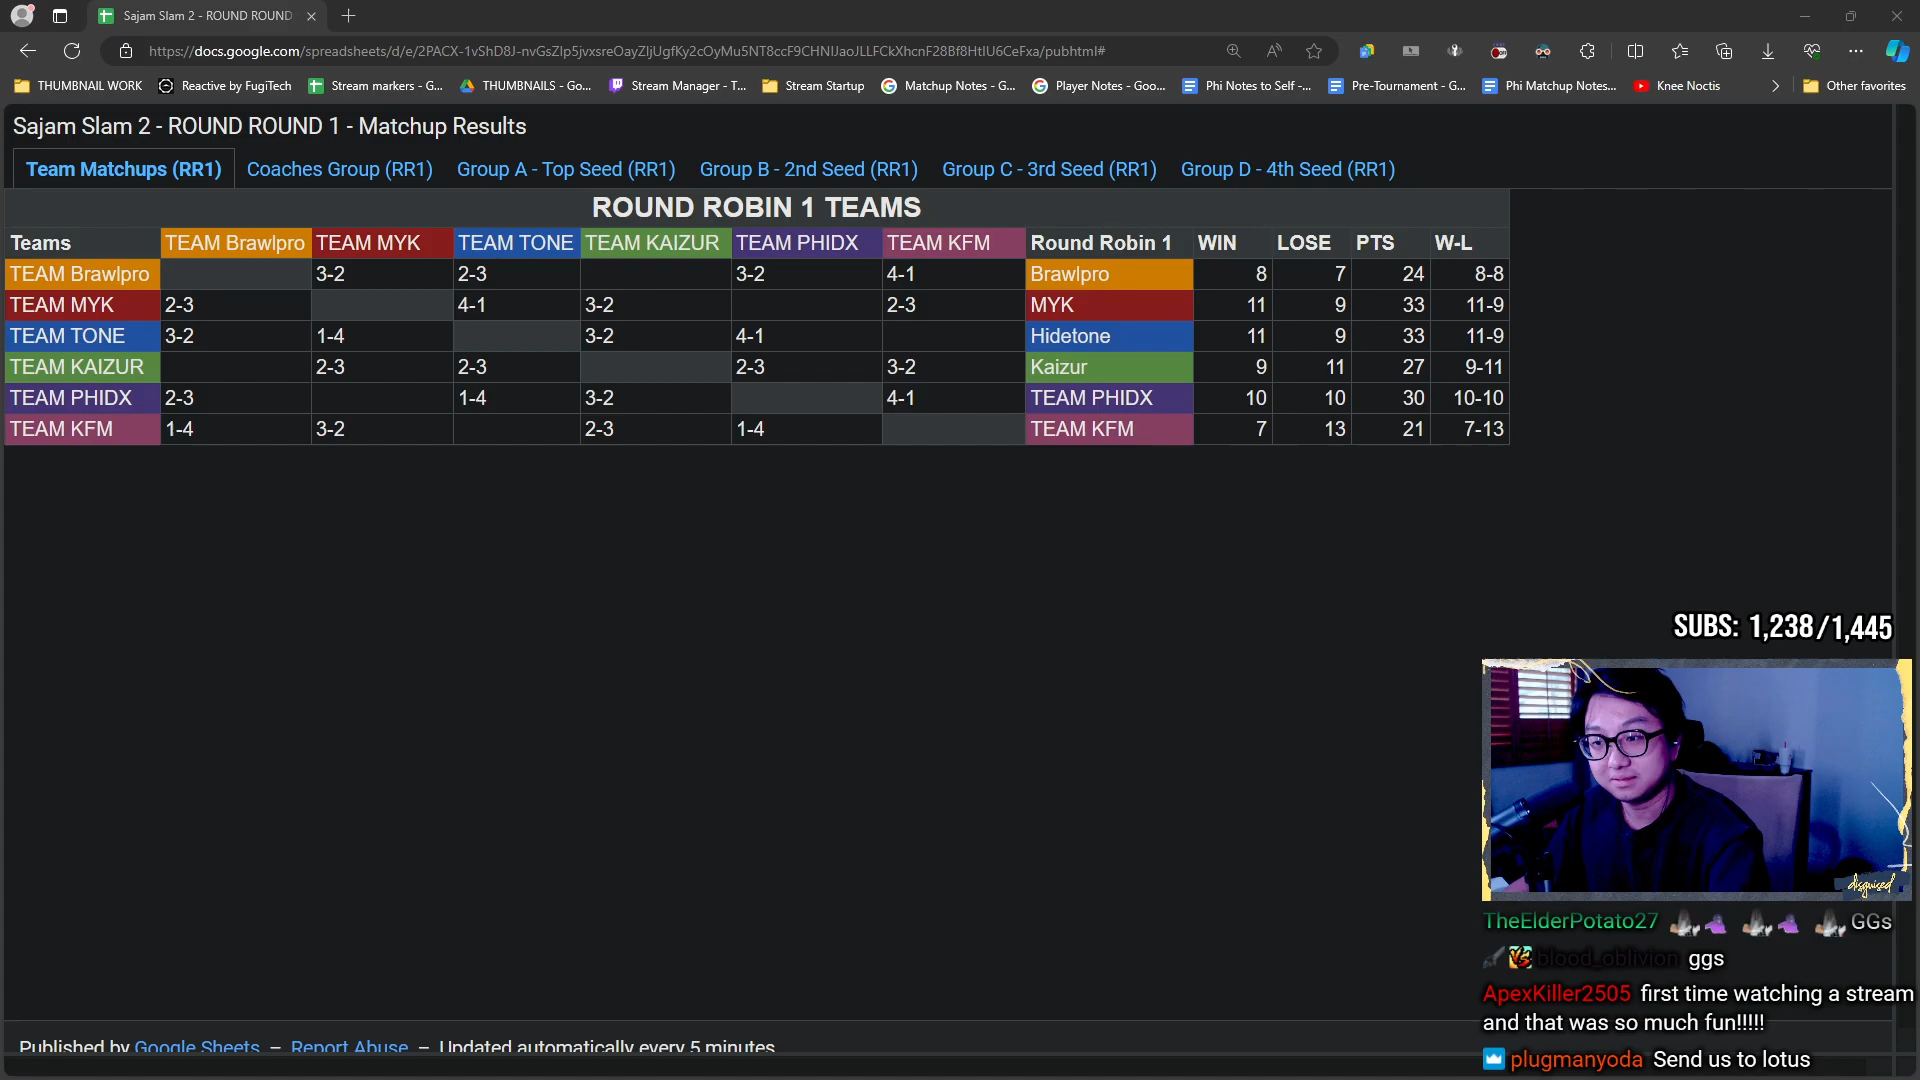 Sajam Slam 2 - ROUND ROUND
https://docs.google.com/spreadsheets/d/e/2PACX-1vShD8J-nvGsZIp5jvxsreOayZIjUgfKy2cOyMu5NT8ccF9CHNIJaoJLLFCkXhcnF28Bf8HtIU6CeFxa/pubhtml#
THUMBNAIL WORK Reactive by FugiTech Stream markers - G... THUMBNAILS - Go... Stream Manager - T... Stream Startup Matchup Notes - G... Player Notes - Goo... Phi Notes to Self -... Pre-Tournament - G... Phi Matchup Notes... Knee Noctis Other favorites
Sajam Slam 2 - ROUND ROUND 1 - Matchup Results
Team Matchups (RR1) Coaches Group (RR1) Group A - Top Seed (RR1) Group B - 2nd Seed (RR1) Group C - 3rd Seed (RR1) Group D - 4th Seed (RR1)
ROUND ROBIN 1 TEAMS
Teams TEAM Brawlpro TEAM MYK TEAM TONE TEAM KAIZUR TEAM PHIDX TEAM KFM Round Robin 1 WIN LOSE PTS W-L
TEAM Brawlpro 3-2 2-3 3-2 4-1 Brawlpro 8 7 24 8-8
TEAM MYK 2-3 4-1 3-2 2-3 MYK 11 9 33 11-9
TEAM TONE 3-2 1-4 3-2 4-1 Hidetone 11 9 33 11-9
TEAM KAIZUR 2-3 2-3 2-3 3-2 Kaizur 9 11 27 9-11
TEAM PHIDX 2-3 1-4 3-2 4-1 TEAM PHIDX 10 10 30 10-10
TEAM KFM 1-4 3-2 2-3 1-4 TEAM KFM 7 13 21 7-13
SUBS: 1,238/1,445
disguised
TheElderPotato27 GGs
blood_oblivion ggs
ApexKiller2505 first time watching a stream
and that was so much fun!!!!!
plugmanyoda Send us to lotus
Published by Google Sheets – Report Abuse – Updated automatically every 5 minutes